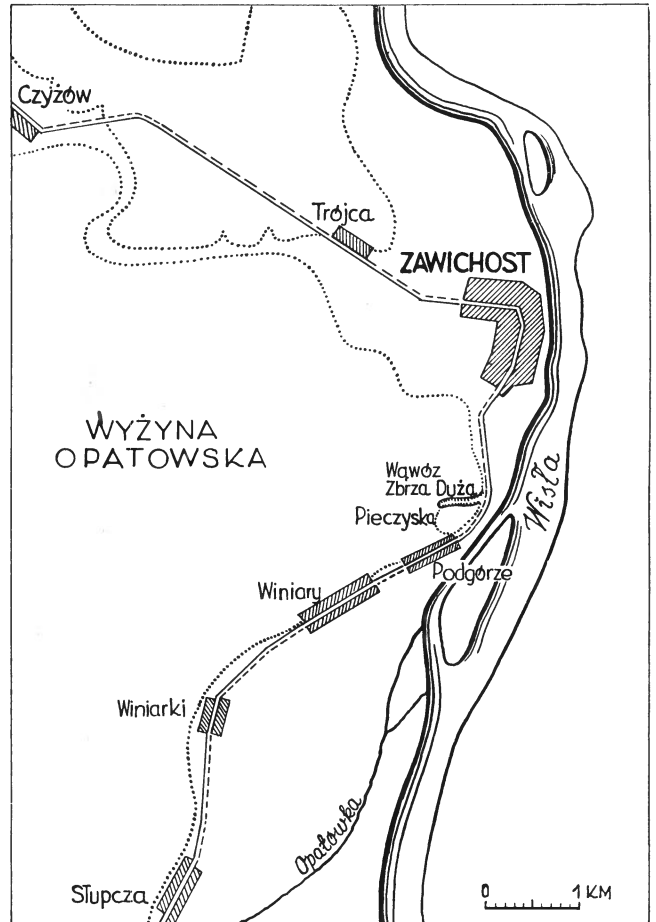 Czyżów
Trójca
ZAWICHOST
WYŻYNA
OPATOWSKA
Wąwóz
Zbrza Duża
Pieczyska
Wisła
Podgórze
Winiary
Winiarki
Opatówka
Słupcza
0 1 KM